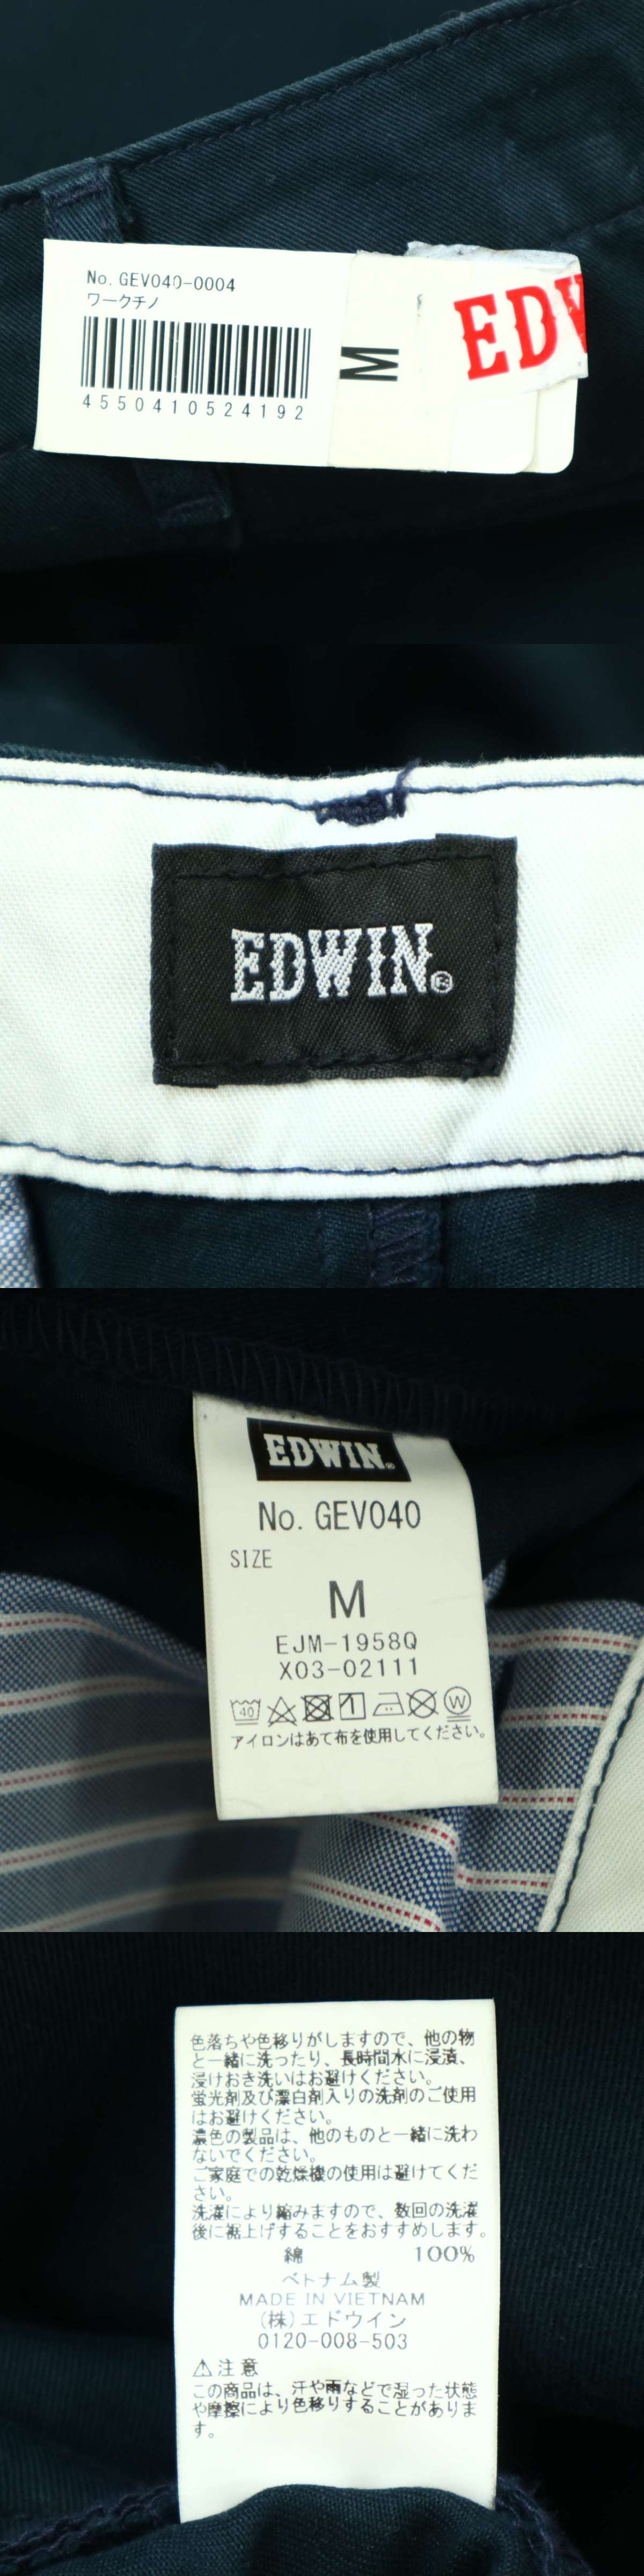 No. GEV040-0004
ワークチノ
4550410524192
M
EDW
EDWIN®
EDWIN®
No. GEV040
SIZE
M
EJM-1958Q
X03-02111
40 1 W
アイロンはあて布を使用してください。
色落ちや色移りがしますので、他の物
と一緒に洗ったり、長時間水に浸漬、
浸けおき洗いはお避けください。
蛍光剤及び漂白剤入りの洗剤のご使用
はお避けください。
濃色の製品は、他のものと一緒に洗わ
ないでください。
ご家庭での乾燥機の使用は避けてくだ
さい。
洗濯により縮みますので、数回の洗濯
後に裾上げすることをおすすめします。
綿 100%
ベトナム製
MADE IN VIETNAM
(株)エドウイン
0120-008-503
⚠注意
この商品は、汗や雨などで湿った状態
や摩擦により色移りすることがありま
す。